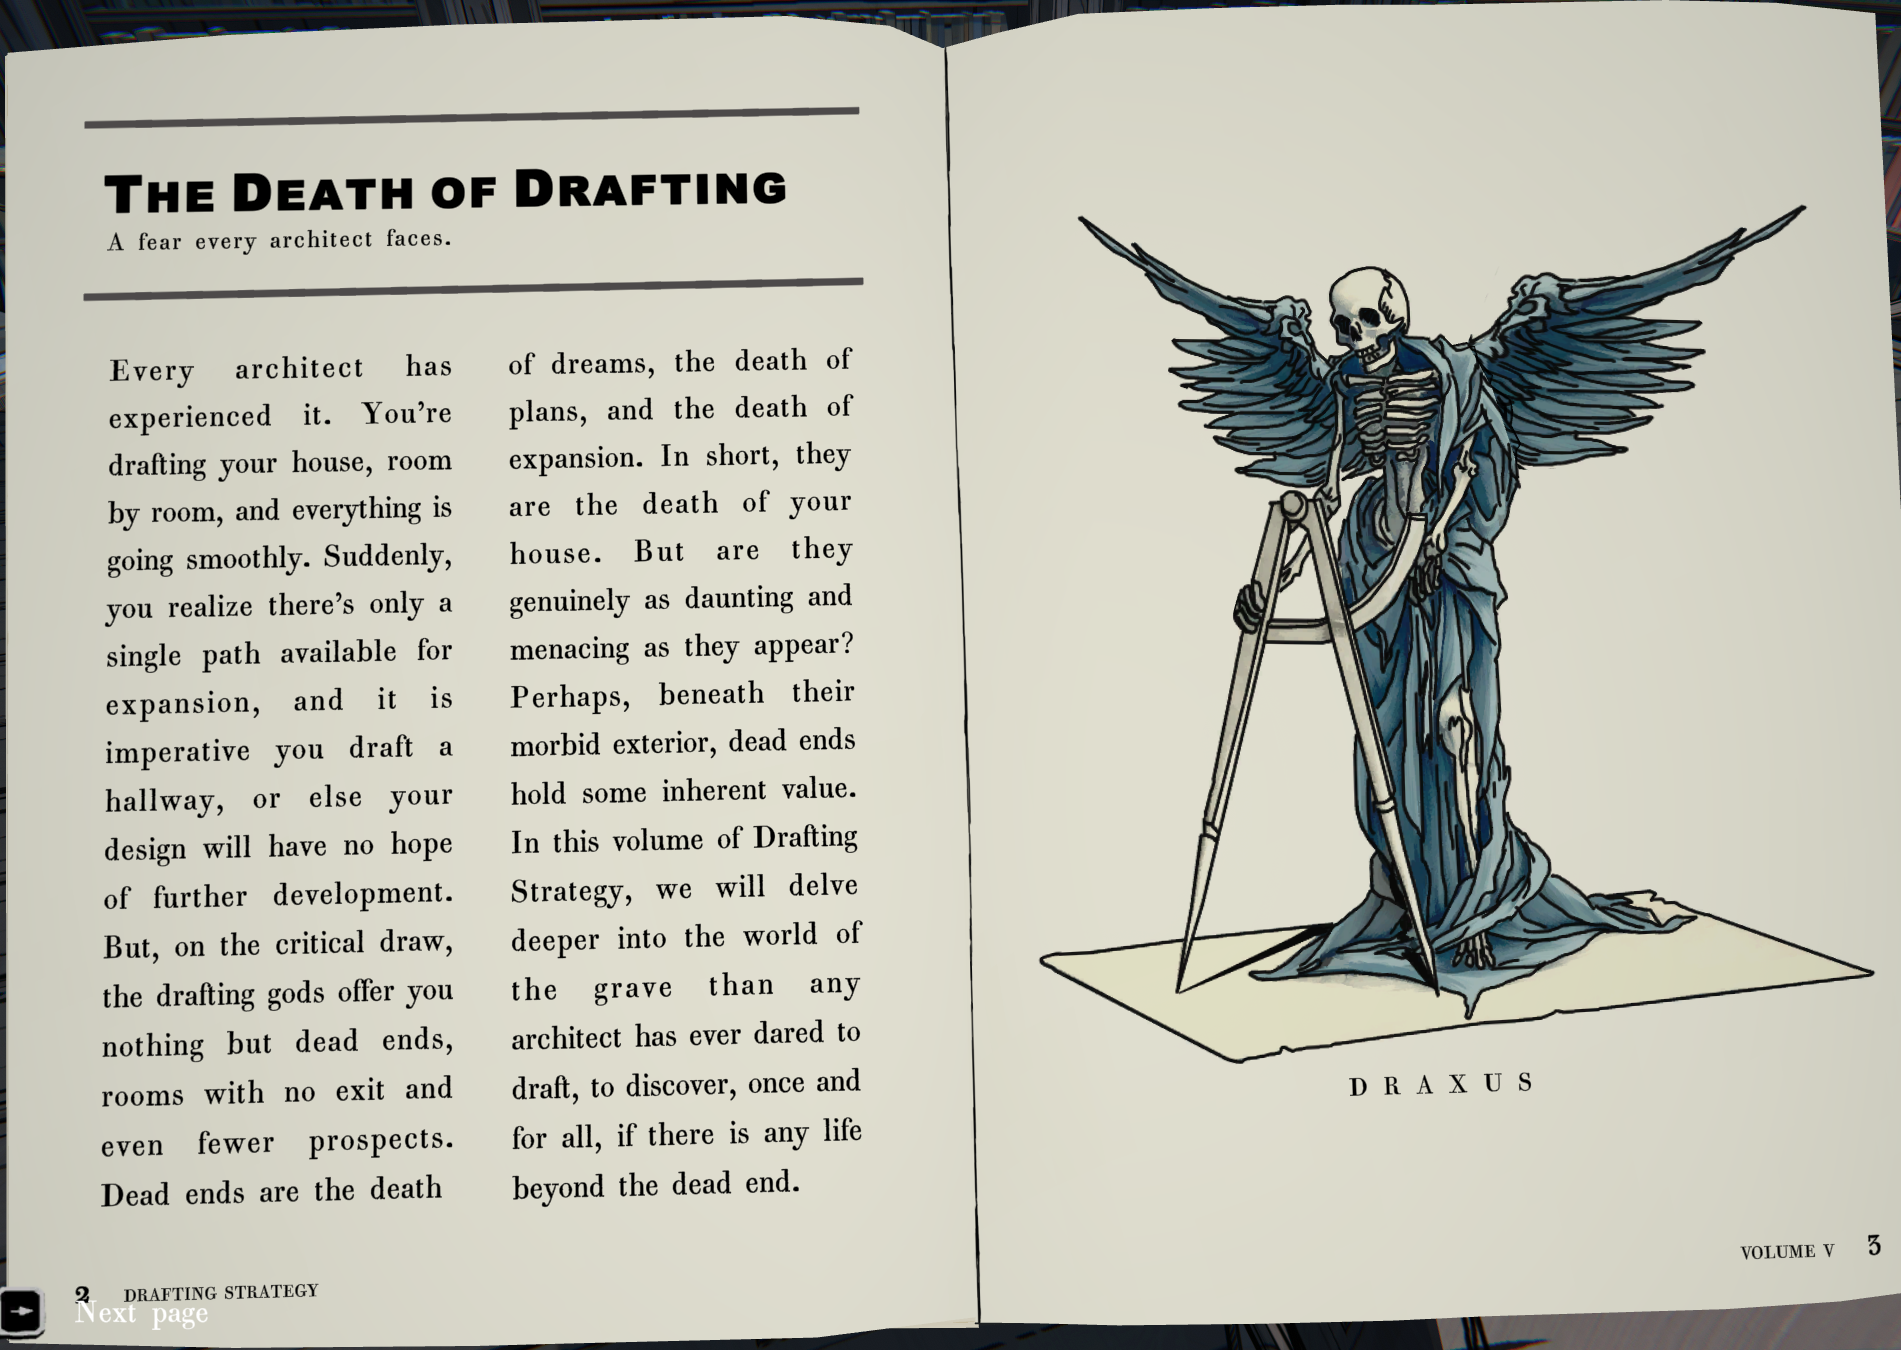 THE DEATH OF DRAFTING
A fear every architect faces.
Every architect has
experienced it. You're
drafting your house, room
by room, and everything is
going smoothly. Suddenly,
you realize there's only a
single path available for
expansion, and it is
imperative you draft a
hallway, or else your
design will have no hope
of further development.
But, on the critical draw,
the drafting gods offer you
nothing but dead ends,
rooms with no exit and
even fewer prospects.
Dead ends are the death
of dreams, the death of
plans, and the death of
expansion. In short, they
are the death of your
house. But are they
genuinely as daunting and
menacing as they appear?
Perhaps, beneath their
morbid exterior, dead ends
hold some inherent value.
In this volume of Drafting
Strategy, we will delve
deeper into the world of
the grave than any
architect has ever dared to
draft, to discover, once and
for all, if there is any life
beyond the dead end.
2 DRAFTING STRATEGY
Next page
DRAXUS
VOLUME V 3